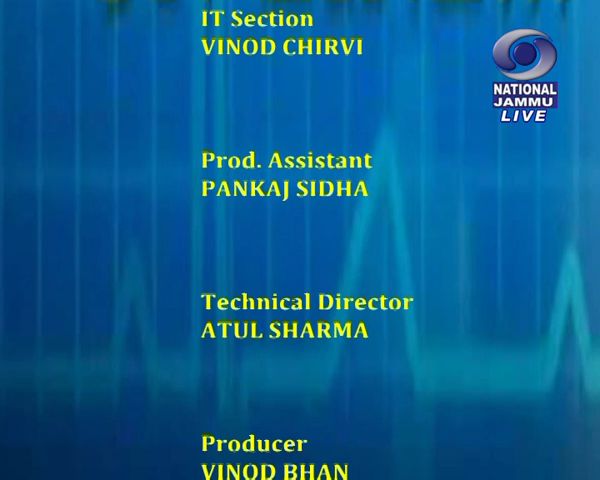 IT Section
VINOD CHIRVI
NATIONAL
JAMMU
LIVE
Prod. Assistant
PANKAJ SIDHA
Technical Director
ATUL SHARMA
Producer
VINOD BHAN